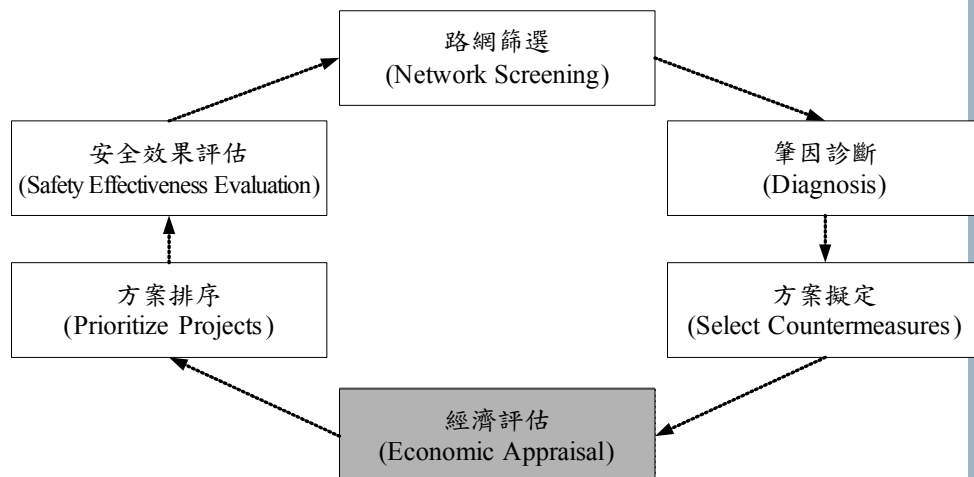 路網篩選
(Network Screening)
肇因診斷
(Diagnosis)
方案擬定
(Select Countermeasures)
經濟評估
(Economic Appraisal)
方案排序
(Prioritize Projects)
安全效果評估
(Safety Effectiveness Evaluation)